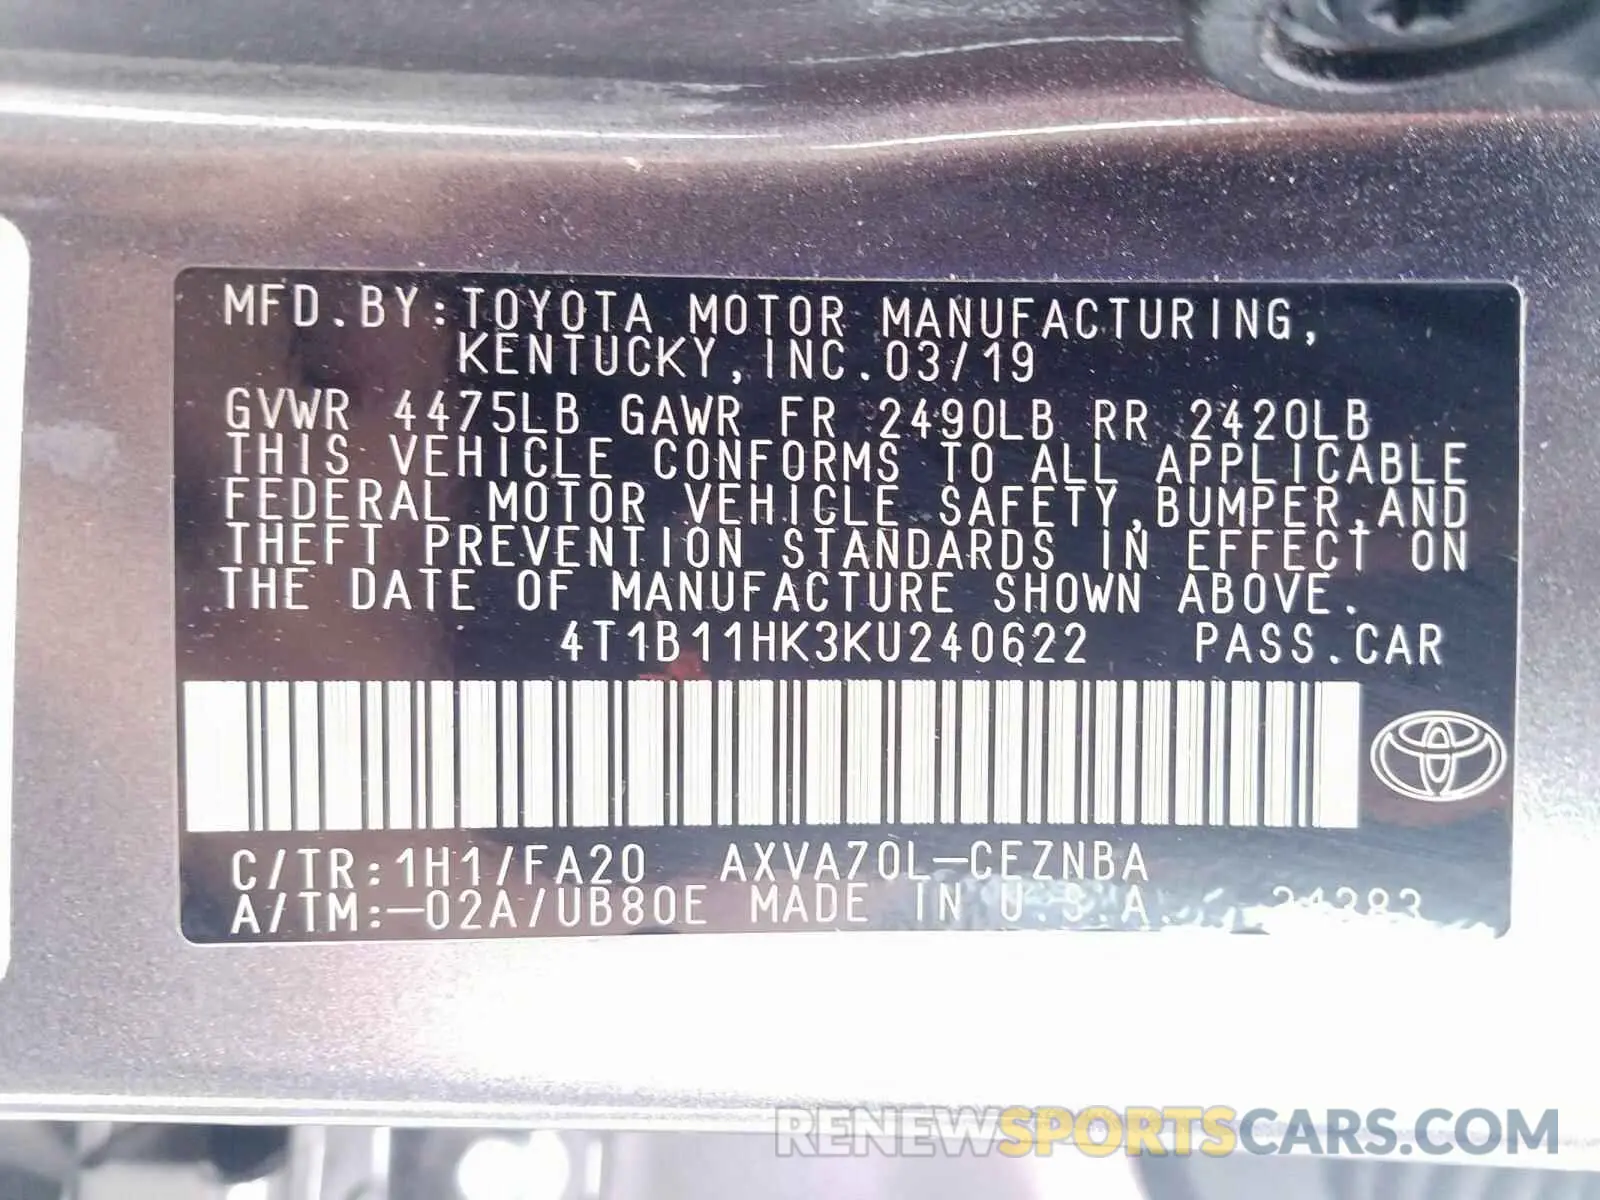 MFD.BY:TOYOTA MOTOR MANUFACTURING,
KENTUCKY,INC.03/19
GVWR 4475LB GAWR FR 2490LB RR 2420LB
THIS VEHICLE CONFORMS TO ALL APPLICABLE
FEDERAL MOTOR VEHICLE SAFETY,BUMPER,AND
THEFT PREVENTION STANDARDS IN EFFECT ON
THE DATE OF MANUFACTURE SHOWN ABOVE.
4T1B11HK3KU240622 PASS.CAR
C/TR:1H1/FA20 AXVA70L-CEZNBA
A/TM:-02A/UB80E MADE IN U.S.A.
RENEWSPORTSCARS.COM